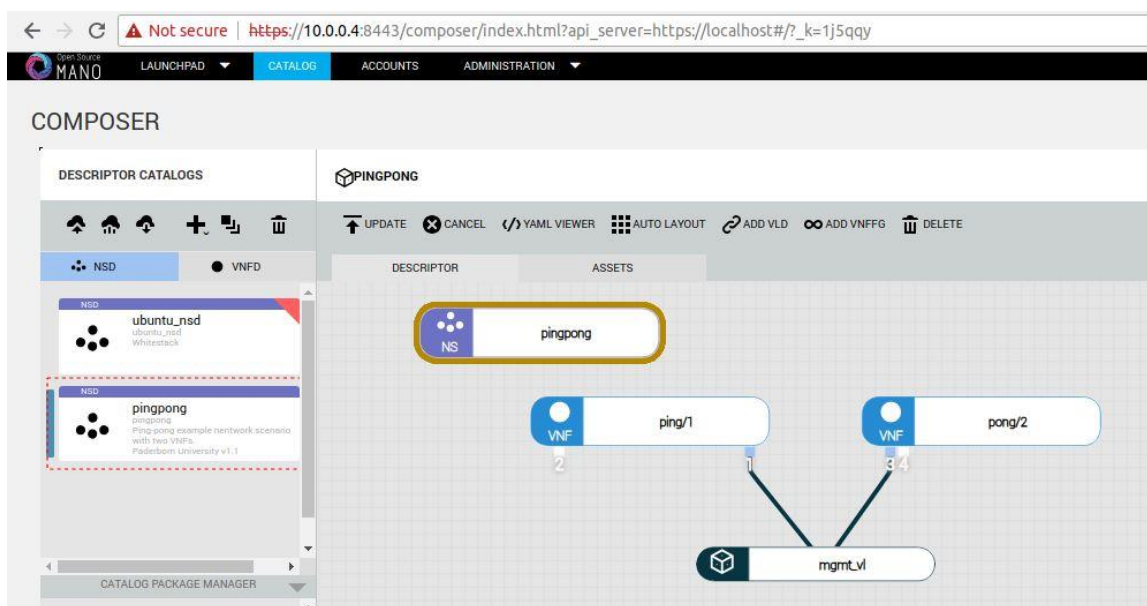 Not secure | https://10.0.0.4:8443/composer/index.html?api_server=https://localhost#/?_k=1j5qqy
Open Source
MANO
LAUNCHPAD CATALOG ACCOUNTS ADMINISTRATION
COMPOSER
DESCRIPTOR CATALOGS
PINGPONG
UPDATE CANCEL YAML VIEWER AUTO LAYOUT ADD VLD ADD VNFFG DELETE
NSD VNFD
DESCRIPTOR ASSETS
NSD
ubuntu_nsd
ubuntu_nsd
Whitestack
NSD
pingpong
pingpong
Ping-pong example nentwork scenario
with two VNFs.
Paderborn University v1.1
CATALOG PACKAGE MANAGER
NS pingpong
VNF ping/1
2 1
VNF pong/2
3 4
mgmt_vl